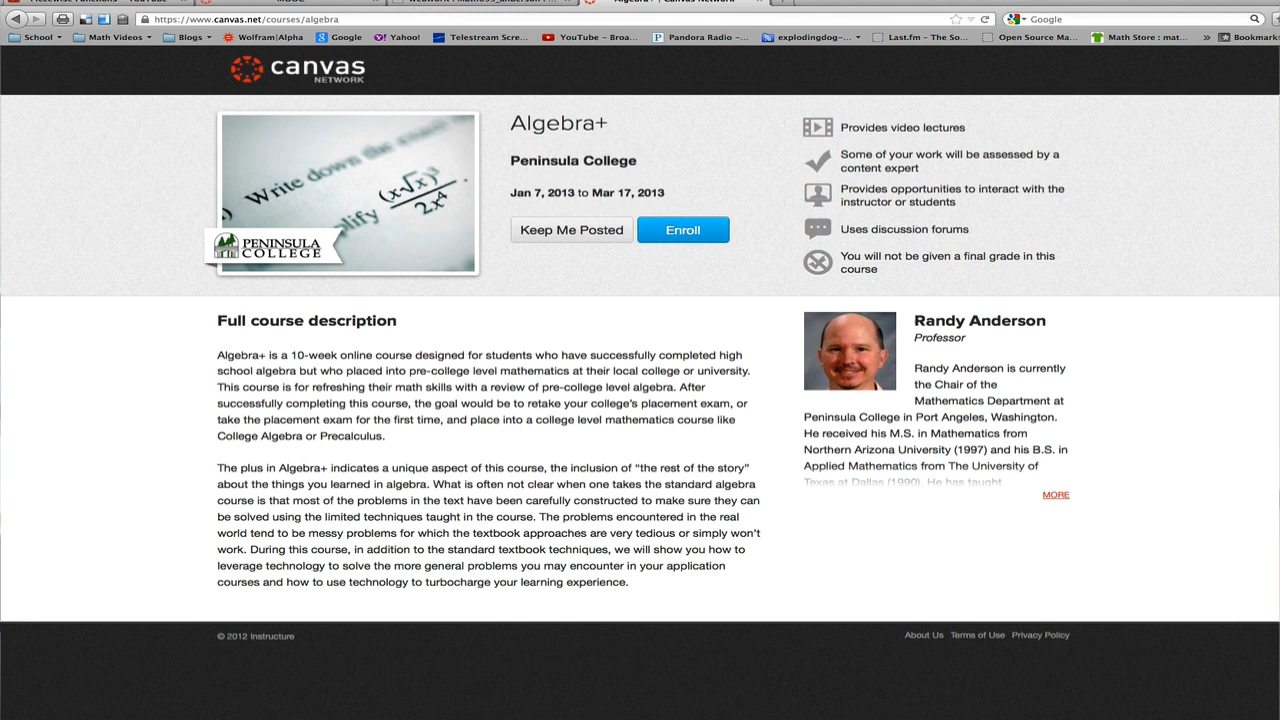 https://www.canvas.net/courses/algebra
Google
School
Math Videos
Blogs
Wolfram|Alpha
Google
Yahoo!
Telestream Scre...
YouTube - Broa...
Pandora Radio -...
explodingdog-...
Last.fm - The So...
Open Source Ma...
Math Store : mat...
»
Bookmarks
canvas
NETWORK
Write down the
(x√x)³
2x⁴
PENINSULA
COLLEGE
Algebra+
Peninsula College
Jan 7, 2013 to Mar 17, 2013
Keep Me Posted
Enroll
Provides video lectures
Some of your work will be assessed by a
content expert
Provides opportunities to interact with the
instructor or students
Uses discussion forums
You will not be given a final grade in this
course
Full course description
Algebra+ is a 10-week online course designed for students who have successfully completed high
school algebra but who placed into pre-college level mathematics at their local college or university.
This course is for refreshing their math skills with a review of pre-college level algebra. After
successfully completing this course, the goal would be to retake your college's placement exam, or
take the placement exam for the first time, and place into a college level mathematics course like
College Algebra or Precalculus.
The plus in Algebra+ indicates a unique aspect of this course, the inclusion of “the rest of the story”
about the things you learned in algebra. What is often not clear when one takes the standard algebra
course is that most of the problems in the text have been carefully constructed to make sure they can
be solved using the limited techniques taught in the course. The problems encountered in the real
world tend to be messy problems for which the textbook approaches are very tedious or simply won't
work. During this course, in addition to the standard textbook techniques, we will show you how to
leverage technology to solve the more general problems you may encounter in your application
courses and how to use technology to turbocharge your learning experience.
Randy Anderson
Professor
Randy Anderson is currently
the Chair of the
Mathematics Department at
Peninsula College in Port Angeles, Washington.
He received his M.S. in Mathematics from
Northern Arizona University (1997) and his B.S. in
Applied Mathematics from The University of
Texas at Dallas (1990). He has taught
MORE
© 2012 Instructure
About Us Terms of Use Privacy Policy